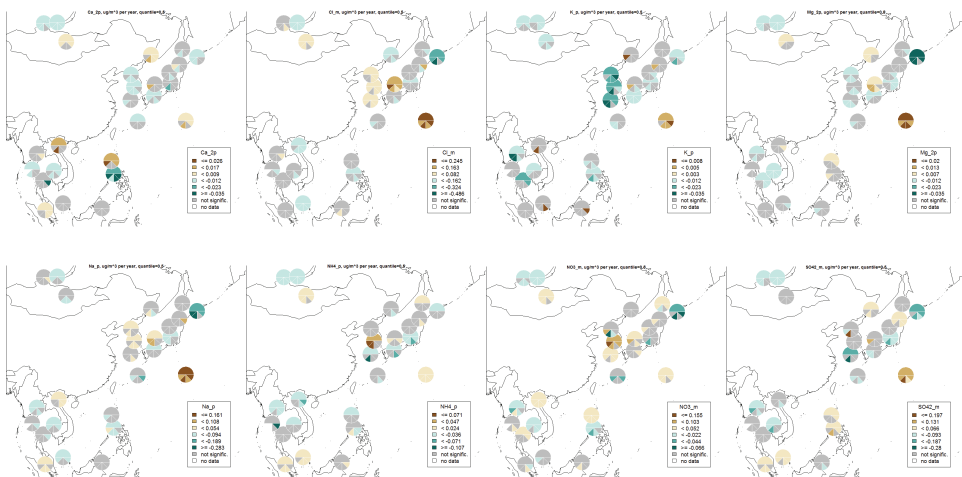 Ca_2p, ug/m^3 per year, quantile=0.5
Cl_m, ug/m^3 per year, quantile=0.5
K_p, ug/m^3 per year, quantile=0.5
Mg_2p, ug/m^3 per year, quantile=0.5
Ca_2p
<= 0.026
< 0.017
< 0.009
< -0.012
< -0.023
>= -0.035
not signific.
no data
Cl_m
<= 0.245
< 0.163
< 0.082
< -0.162
< -0.324
>= -0.486
not signific.
no data
K_p
<= 0.008
< 0.005
< 0.003
< -0.012
< -0.023
>= -0.035
not signific.
no data
Mg_2p
<= 0.02
< 0.013
< 0.007
< -0.012
< -0.023
>= -0.035
not signific.
no data
Na_p, ug/m^3 per year, quantile=0.5
NH4_p, ug/m^3 per year, quantile=0.5
NO3_m, ug/m^3 per year, quantile=0.5
SO42_m, ug/m^3 per year, quantile=0.5
Na_p
<= 0.161
< 0.108
< 0.054
< -0.094
< -0.189
>= -0.283
not signific.
no data
NH4_p
<= 0.071
< 0.047
< 0.024
< -0.036
< -0.071
>= -0.107
not signific.
no data
NO3_m
<= 0.155
< 0.103
< 0.052
< -0.022
< -0.044
not signific.
no data
SO42_m
<= 0.197
< 0.131
< 0.066
< -0.093
< -0.187
>= -0.28
not signific.
no data